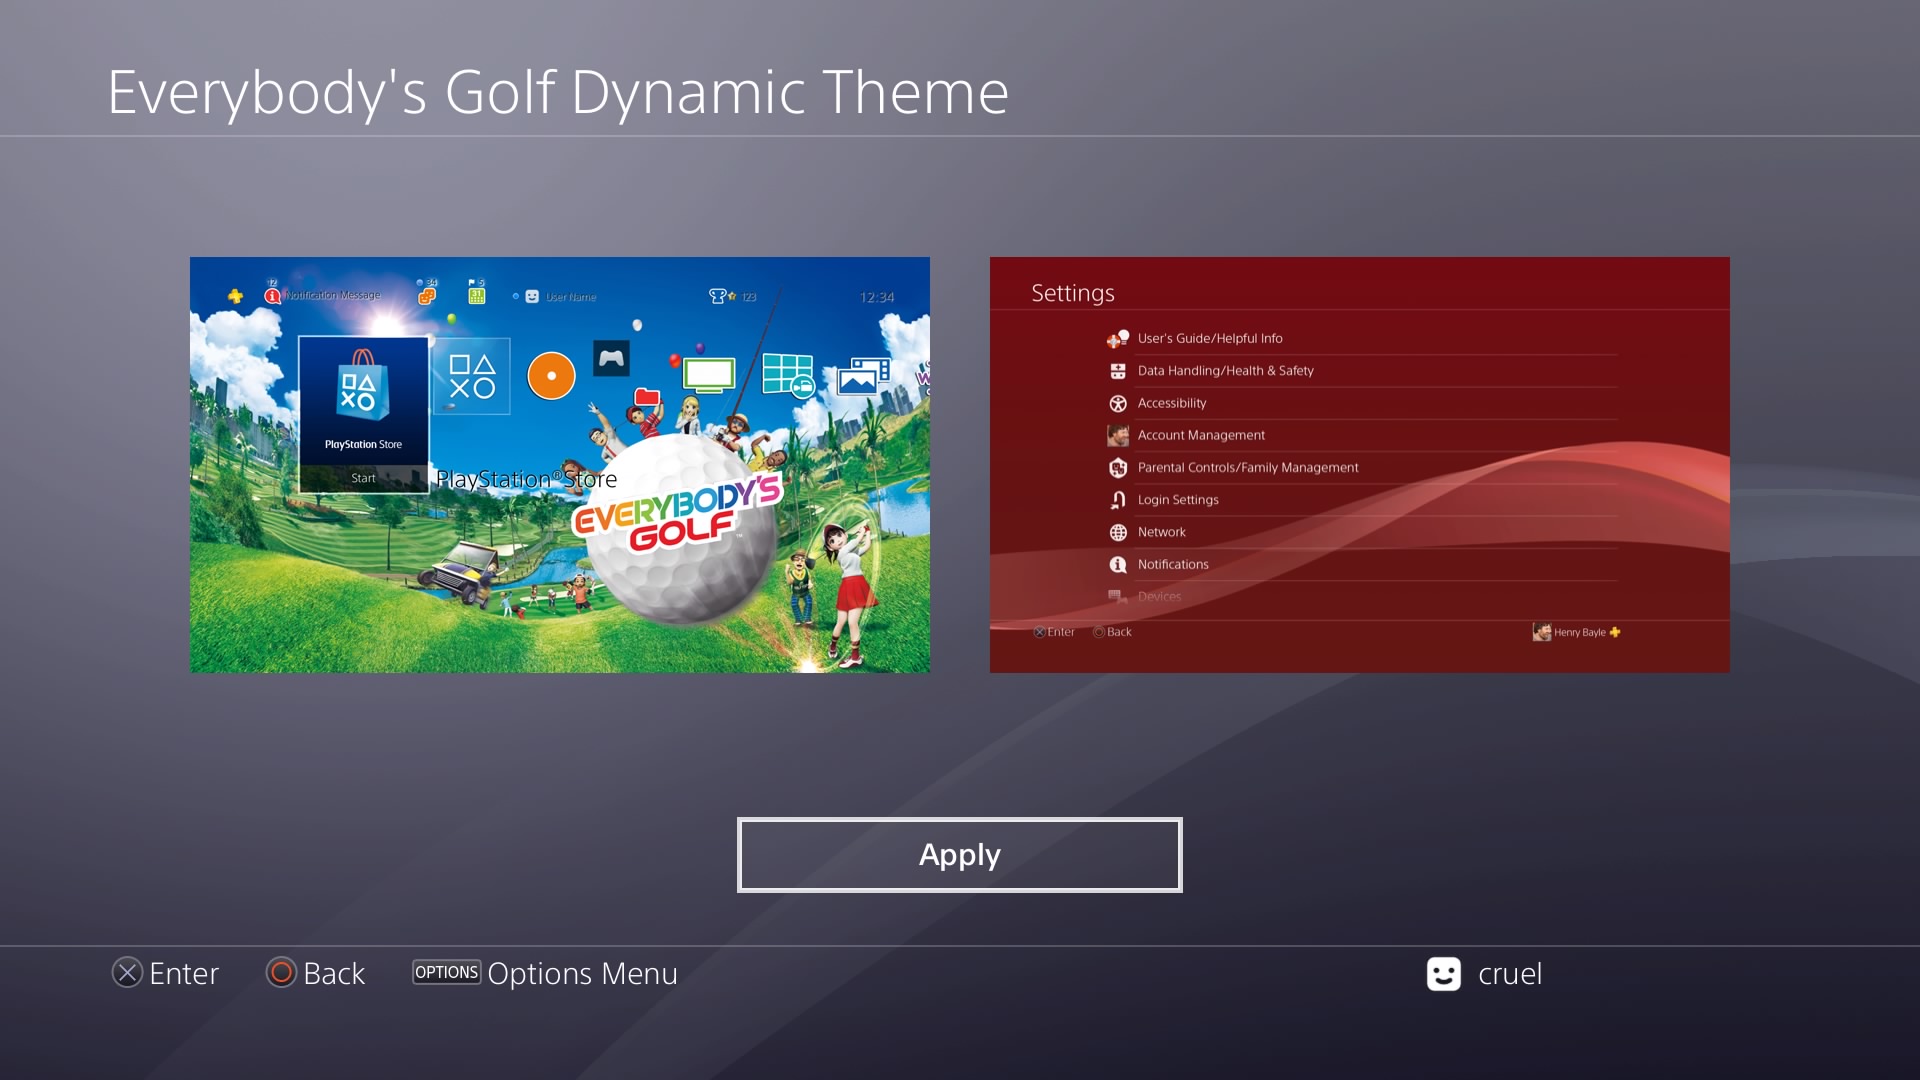 Everybody's Golf Dynamic Theme
12
Notification Message
34
5
31
User Name
123
12:34
PlayStation Store
Start
PlayStation®Store
EVERYBODY'S
GOLF™
Settings
User's Guide/Helpful Info
Data Handling/Health & Safety
Accessibility
Account Management
Parental Controls/Family Management
Login Settings
Network
Notifications
Devices
Enter Back
Henry Bayle
Apply
Enter Back OPTIONS Options Menu
cruel